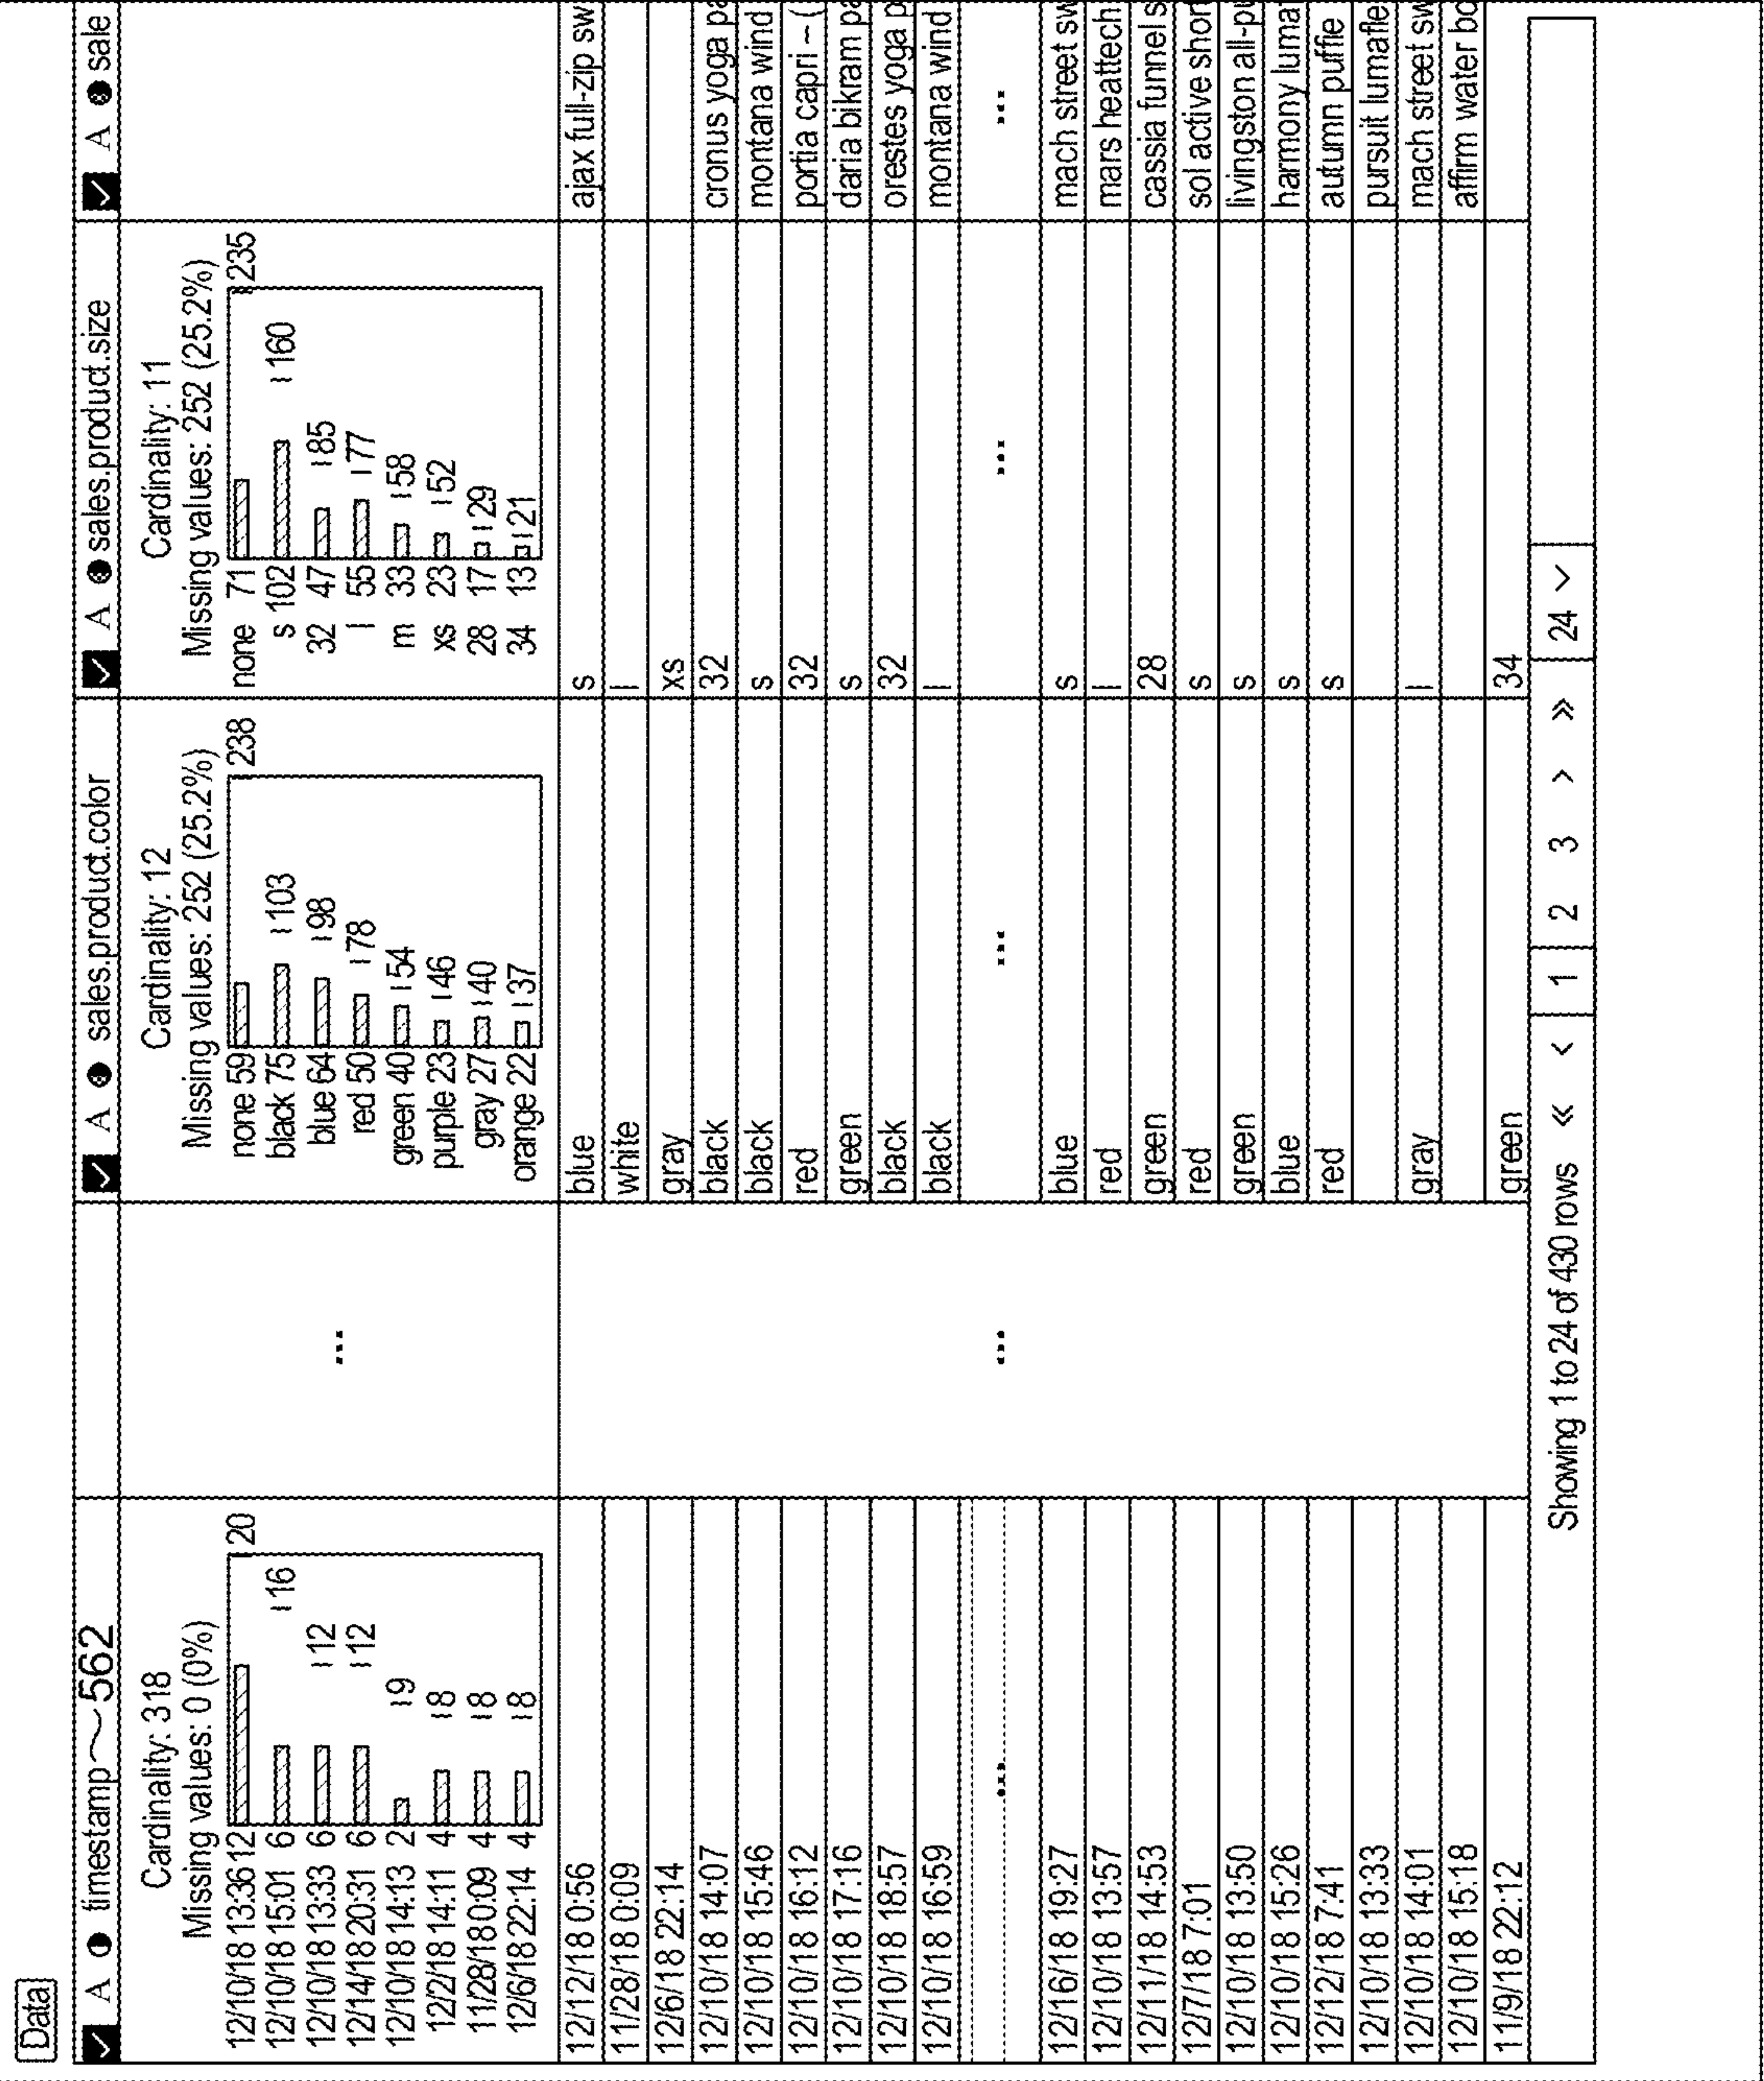 Data
A timestamp ~562 A sales.product.color A sales.product.size A sale
Cardinality: 318 ... Cardinality: 12 Cardinality: 11
Missing values: 0 (0%) Missing values: 252 (25.2%) Missing values: 252 (25.2%)
12/10/18 13:36 12 20 none 59 238 none 71 235
12/10/18 15:01 6 16 black 75 103 s 102 160
12/10/18 13:33 6 12 blue 64 98 32 47 85
12/14/18 20:31 6 12 red 50 78 l 55 77
12/10/18 14:13 2 9 green 40 54 m 33 58
12/2/18 14:11 4 8 purple 23 46 xs 23 52
11/28/18 0:09 4 8 gray 27 40 28 17 29
12/6/18 22:14 4 8 orange 22 37 34 13 21
12/12/18 0:56 blue s ajax full-zip sw
11/28/18 0:09 white l
12/6/18 22:14 gray xs
12/10/18 14:07 black 32 cronus yoga pa
12/10/18 15:46 black s montana wind
12/10/18 16:12 red 32 portia capri -- (
12/10/18 17:16 green s daria bikram pa
12/10/18 18:57 black 32 orestes yoga p
12/10/18 16:59 black l montana wind
... ... ... ... ...
12/16/18 19:27 blue s mach street sw
12/10/18 13:57 red l mars heattech
12/11/18 14:53 green 28 cassia funnel s
12/7/18 7:01 red s sol active shor
12/10/18 13:50 green s livingston all-pu
12/10/18 15:26 blue s harmony luma
12/12/18 7:41 red s autumn puffie
12/10/18 13:33 pursuit lumafle
12/10/18 14:01 gray l mach street sw
12/10/18 15:18 affirm water bo
11/9/18 22:12 green 34
Showing 1 to 24 of 430 rows « < 1 2 3 > » 24